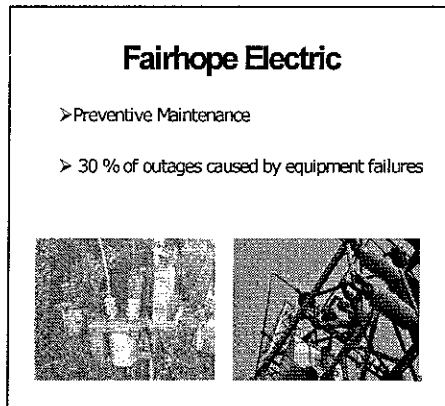 Fairhope Electric
➢Preventive Maintenance
➢ 30 % of outages caused by equipment failures